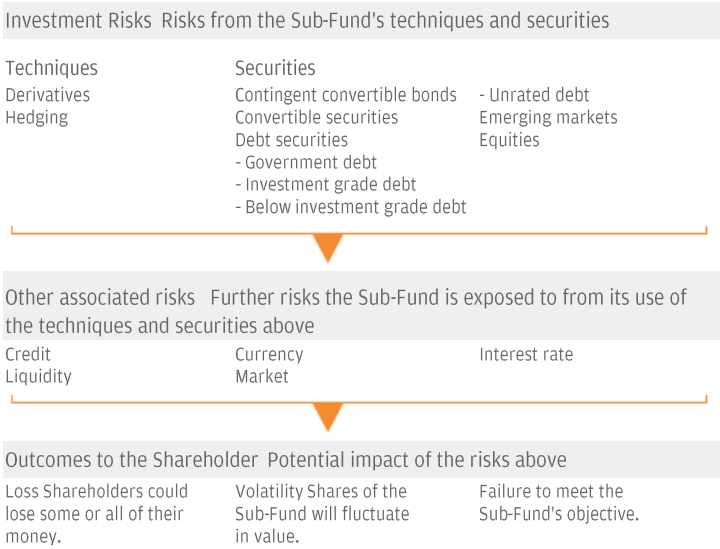 Investment Risks Risks from the Sub-Fund's techniques and securities
Techniques
Derivatives
Hedging
Securities
Contingent convertible bonds
Convertible securities
Debt securities
- Government debt
- Investment grade debt
- Below investment grade debt
- Unrated debt
Emerging markets
Equities
Other associated risks Further risks the Sub-Fund is exposed to from its use of
the techniques and securities above
Credit
Liquidity
Currency
Market
Interest rate
Outcomes to the Shareholder Potential impact of the risks above
Loss Shareholders could
lose some or all of their
money.
Volatility Shares of the
Sub-Fund will fluctuate
in value.
Failure to meet the
Sub-Fund's objective.